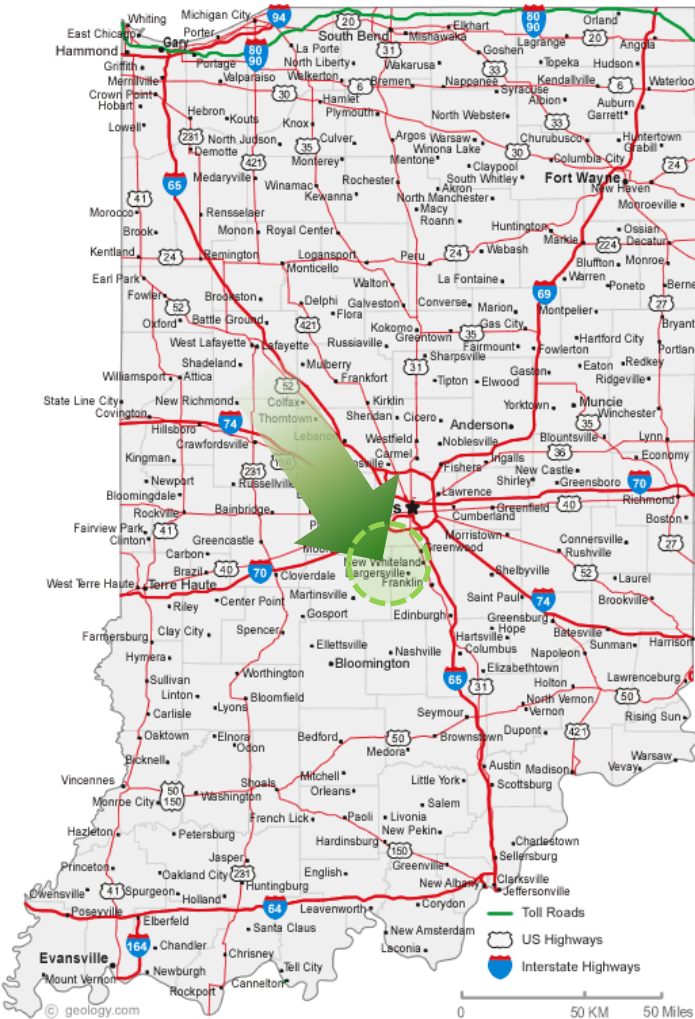 Whiting
Michigan City
94
20
80
90
Orland
East Chicago
Porter
Elkhart
Gary
South Bend
Mishawaka
Lagrange
20
Hammond
La Porte
31
Goshen
Angola
80
90
Griffith
Portage
North Liberty
Wakarusa
33
Topeka
Hudson
Merrillville
Valparaiso
Walkerton
6
Bremen
Nappanee
Kendallville
6
Waterloo
Crown Point
30
Syracuse
Hobart
Hamlet
Albion
Auburn
Hebron
Kouts
Plymouth
North Webster
Garrett
Lowell
Knox
33
231
North Judson
35
Culver
Argos
Warsaw
Churubusco
Huntertown
Demotte
Winona Lake
30
Grabill
421
Monterey
Mentone
Columbia City
24
65
Medaryville
Claypool
Winamac
Rochester
South Whitley
Fort Wayne
Akron
New Haven
41
Kewanna
North Manchester
Monroeville
Morocco
Rensselaer
Macy
Roann
Brook
Monon
Royal Center
Huntington
Ossian
Markle
224
Decatur
Kentland
24
Remington
Logansport
Peru
24
Wabash
Bluffton
Monroe
Monticello
Earl Park
Walton
La Fontaine
Warren
Poneto
Berne
Fowler
Brookston
Delphi
Galveston
Converse
69
27
52
Flora
Marion
Montpelier
Oxford
Battle Ground
421
Kokomo
35
Gas City
Bryant
West Lafayette
Lafayette
Russiaville
Greentown
Hartford City
Fairmount
Fowlerton
Portland
Shadeland
Mulberry
Sharpsville
Eaton
Redkey
31
Gaston
Williamsport
Attica
52
Frankfort
Tipton
Elwood
Ridgeville
State Line City
New Richmond
Colfax
Kirklin
Yorktown
Muncie
Covington
Thorntown
Shendan
Cicero
Winchester
74
Anderson
35
Hillsboro
Lebanon
Westfield
Blountsville
Lynn
Crawfordsville
Noblesville
36
Carmel
Economy
Kingman
Ingalls
Fishers
New Castle
231
136
Newport
Shirley
Greensboro
70
Russellville
27
Bloomingdale
Lawrence
Richmond
Rockville
Bainbridge
Greenfield
40
Cumberland
Boston
Fairview Park
41
Morristown
Clinton
Greencastle
Connersville
27
Greenwood
Carbon
Rushville
New Whiteland
Brazil
40
Bargersville
Shelbyville
52
West Terre Haute
Terre Haute
70
Cloverdale
Franklin
Laurel
Martinsville
Saint Paul
74
Brookville
Riley
Center Point
Gosport
Edinburgh
Greensburg
Clay City
Spencer
Hope
Batesville
Farmersburg
Hartsville
Ellettsville
Nashville
Columbus
Napoleon
Sunman
Harrison
Hymera
Bloomington
Elizabethtown
Sullivan
Worthington
65
Lawrenceburg
31
Holton
50
Linton
Bloomfield
North Vernon
Lyons
Vernon
Carlisle
Seymour
Rising Sun
Oaktown
Elnora
Bedford
50
Brownstown
Dupont
421
Odon
Medora
Bicknell
Warsaw
Austin
Madison
Vevay
Vincennes
Mitchell
50
150
Shoals
Little York
Scottsburg
Monroe City
Washington
Orleans
Salem
French Lick
Paoli
Livonia
Hazleton
Petersburg
New Pekin
Hardinsburg
150
Charlestown
Jasper
Sellersburg
Princeton
Oakland City
231
English
Greenville
Clarksville
Owensville
41
Spurgeon
Huntingburg
New Albany
Jeffersonville
Holland
Poseyville
64
Leavenworth
Corydon
Toll Roads
Elberfeld
Santa Claus
New Amsterdam
US Highways
164
Chandler
Laconia
Evansville
Chrisney
Interstate Highways
Mount Vernon
Newburgh
Tell City
Cannelton
Rockport
© geology.com
0
50 KM
50 Miles